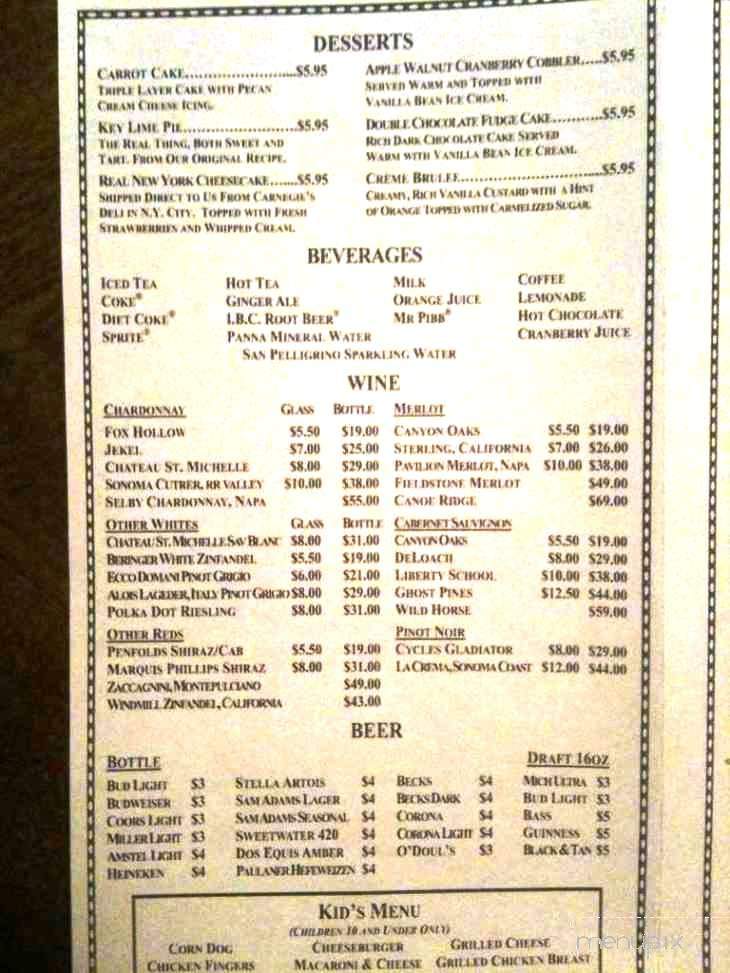 DESSERTS
CARROT CAKE..........................$5.95
TRIPLE LAYER CAKE WITH PECAN
CREAM CHEESE ICING.
KEY LIME PIE...........................$5.95
THE REAL THING, BOTH SWEET AND
TART. FROM OUR ORIGINAL RECIPE.
REAL NEW YORK CHEESECAKE.......$5.95
SHIPPED DIRECT TO US FROM CARNEGIE'S
DELI IN N.Y. CITY. TOPPED WITH FRESH
STRAWBERRIES AND WHIPPED CREAM.
APPLE WALNUT CRANBERRY COBBLER.....$5.95
SERVED WARM AND TOPPED WITH
VANILLA BEAN ICE CREAM.
DOUBLE CHOCOLATE FUDGE CAKE...........$5.95
RICH DARK CHOCOLATE CAKE SERVED
WARM WITH VANILLA BEAN ICE CREAM.
CRÈME BRULEE.................................$5.95
CREAMY, RICH VANILLA CUSTARD WITH A HINT
OF ORANGE TOPPED WITH CARMELIZED SUGAR.
BEVERAGES
ICED TEA HOT TEA MILK COFFEE
COKE® GINGER ALE ORANGE JUICE LEMONADE
DIET COKE® I.B.C. ROOT BEER® MR PIBB® HOT CHOCOLATE
SPRITE® PANNA MINERAL WATER CRANBERRY JUICE
SAN PELLIGRINO SPARKLING WATER
WINE
CHARDONNAY GLASS BOTTLE MERLOT
FOX HOLLOW $5.50 $19.00 CANYON OAKS $5.50 $19.00
JEKEL $7.00 $25.00 STERLING, CALIFORNIA $7.00 $26.00
CHATEAU ST. MICHELLE $8.00 $29.00 PAVILION MERLOT, NAPA $10.00 $38.00
SONOMA CUTRER, RR VALLEY $10.00 $38.00 FIELDSTONE MERLOT $49.00
SELBY CHARDONNAY, NAPA $55.00 CANOE RIDGE $69.00
OTHER WHITES GLASS BOTTLE CABERNET SAUVIGNON
CHATEAU ST. MICHELLE SAV BLANC $8.00 $31.00 CANYON OAKS $5.50 $19.00
BERINGER WHITE ZINFANDEL $5.50 $19.00 DELOACH $8.00 $29.00
ECCO DOMANI PINOT GRIGIO $6.00 $21.00 LIBERTY SCHOOL $10.00 $38.00
ALOIS LAGEDER, ITALY PINOT GRIGIO $8.00 $29.00 GHOST PINES $12.50 $44.00
POLKA DOT RIESLING $8.00 $31.00 WILD HORSE $59.00
OTHER REDS PINOT NOIR
PENFOLDS SHIRAZ/CAB $5.50 $19.00 CYCLES GLADIATOR $8.00 $29.00
MARQUIS PHILLIPS SHIRAZ $8.00 $31.00 LA CREMA, SONOMA COAST $12.00 $44.00
ZACCAGNINI, MONTEPULCIANO $49.00
WINDMILL ZINFANDEL, CALIFORNIA $43.00
BEER
BOTTLE DRAFT 16OZ
BUD LIGHT $3 STELLA ARTOIS $4 BECKS $4 MICH ULTRA $3
BUDWEISER $3 SAM ADAMS LAGER $4 BECKS DARK $4 BUD LIGHT $3
COORS LIGHT $3 SAM ADAMS SEASONAL $4 CORONA $4 BASS $5
MILLER LIGHT $3 SWEETWATER 420 $4 CORONA LIGHT $4 GUINNESS $5
AMSTEL LIGHT $4 DOS EQUIS AMBER $4 O'DOUL'S $3 BLACK & TAN $5
HEINEKEN $4 PAULANER HEFEWEIZEN $4
KID'S MENU
(CHILDREN 10 AND UNDER ONLY)
CORN DOG CHEESEBURGER GRILLED CHEESE
CHICKEN FINGERS MACARONI & CHEESE GRILLED CHICKEN BREAST
menupix